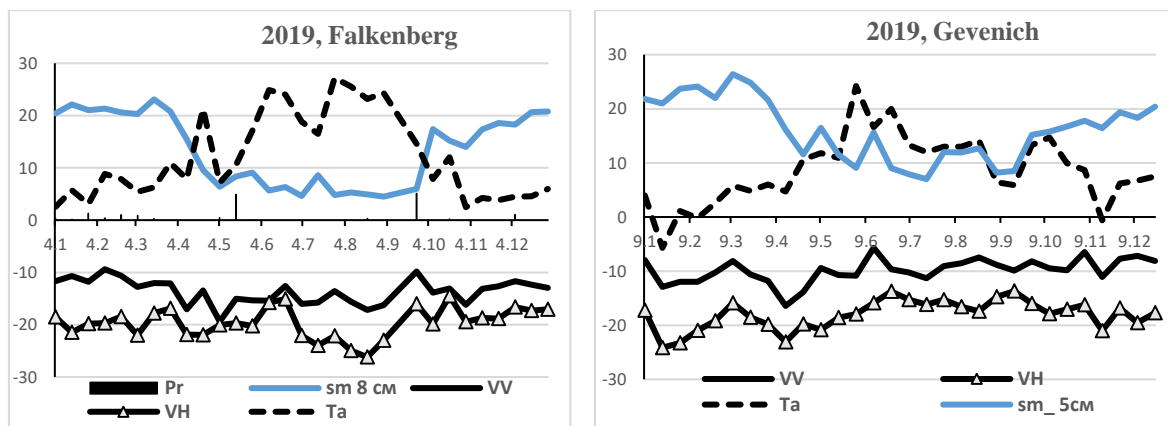 2019, Falkenberg
30
20
10
0
-10
-20
-30
4.1 4.2 4.3 4.4 4.5 4.6 4.7 4.8 4.9 4.10 4.11 4.12
Pr sm 8 см VV
VH Ta
2019, Gevenich
30
20
10
0
-10
-20
-30
9.1 9.2 9.3 9.4 9.5 9.6 9.7 9.8 9.9 9.10 9.11 9.12
VV VH
Ta sm_ 5см